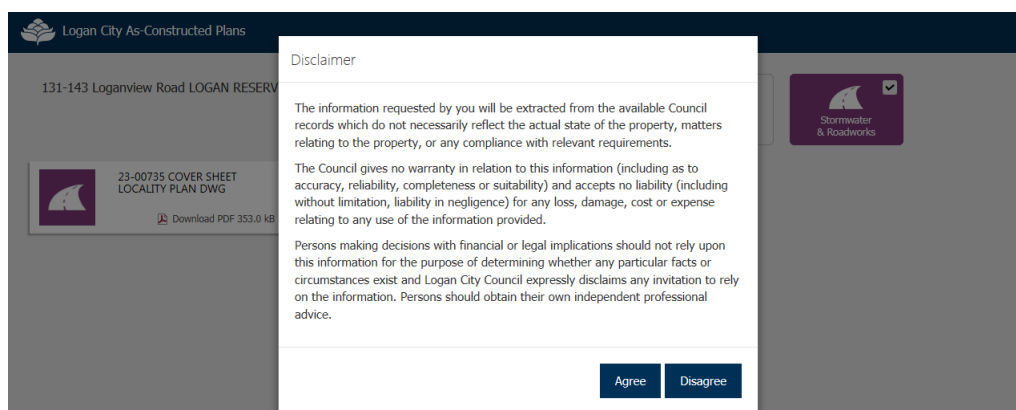 Logan City As-Constructed Plans
Disclaimer
131-143 Loganview Road LOGAN RESERV
Stormwater
& Roadworks
23-00735 COVER SHEET
LOCALITY PLAN DWG
Download PDF 353.0 kB
The information requested by you will be extracted from the available Council
records which do not necessarily reflect the actual state of the property, matters
relating to the property, or any compliance with relevant requirements.
The Council gives no warranty in relation to this information (including as to
accuracy, reliability, completeness or suitability) and accepts no liability (including
without limitation, liability in negligence) for any loss, damage, cost or expense
relating to any use of the information provided.
Persons making decisions with financial or legal implications should not rely upon
this information for the purpose of determining whether any particular facts or
circumstances exist and Logan City Council expressly disclaims any invitation to rely
on the information. Persons should obtain their own independent professional
advice.
Agree Disagree